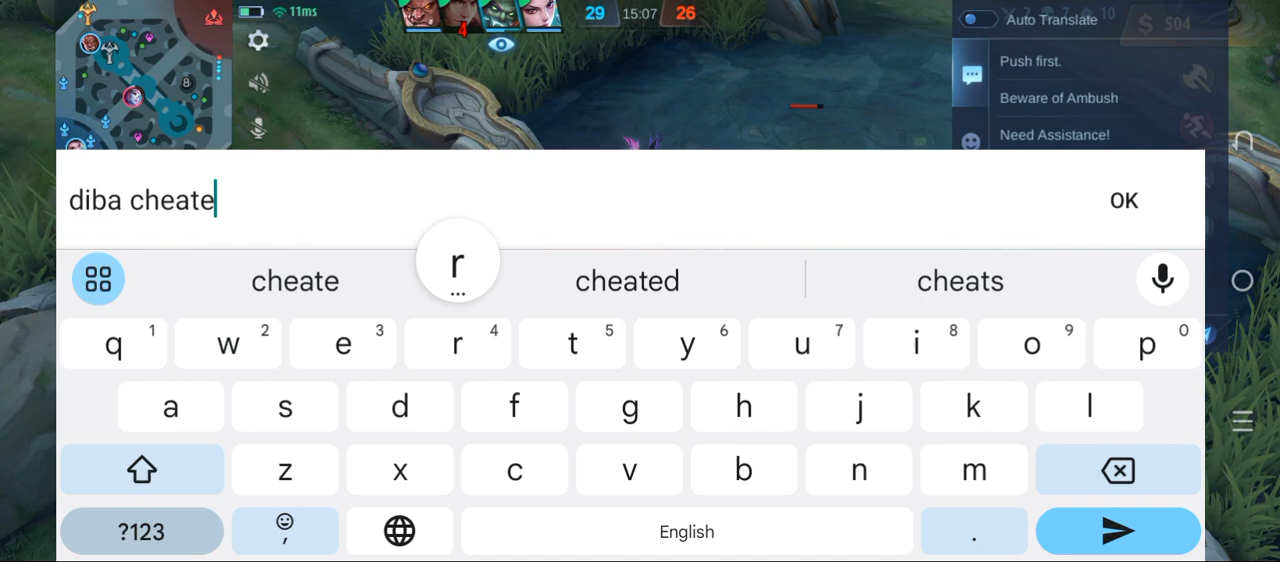 11ms
4
29 15:07 26
8
Auto Translate
504
Push first.
Beware of Ambush
Need Assistance!
diba cheate
OK
r
...
cheate
cheated
cheats
q 1 w 2 e 3 r 4 t 5 y 6 u 7 i 8 o 9 p 0
a s d f g h j k l
z x c v b n m
?123 , English .